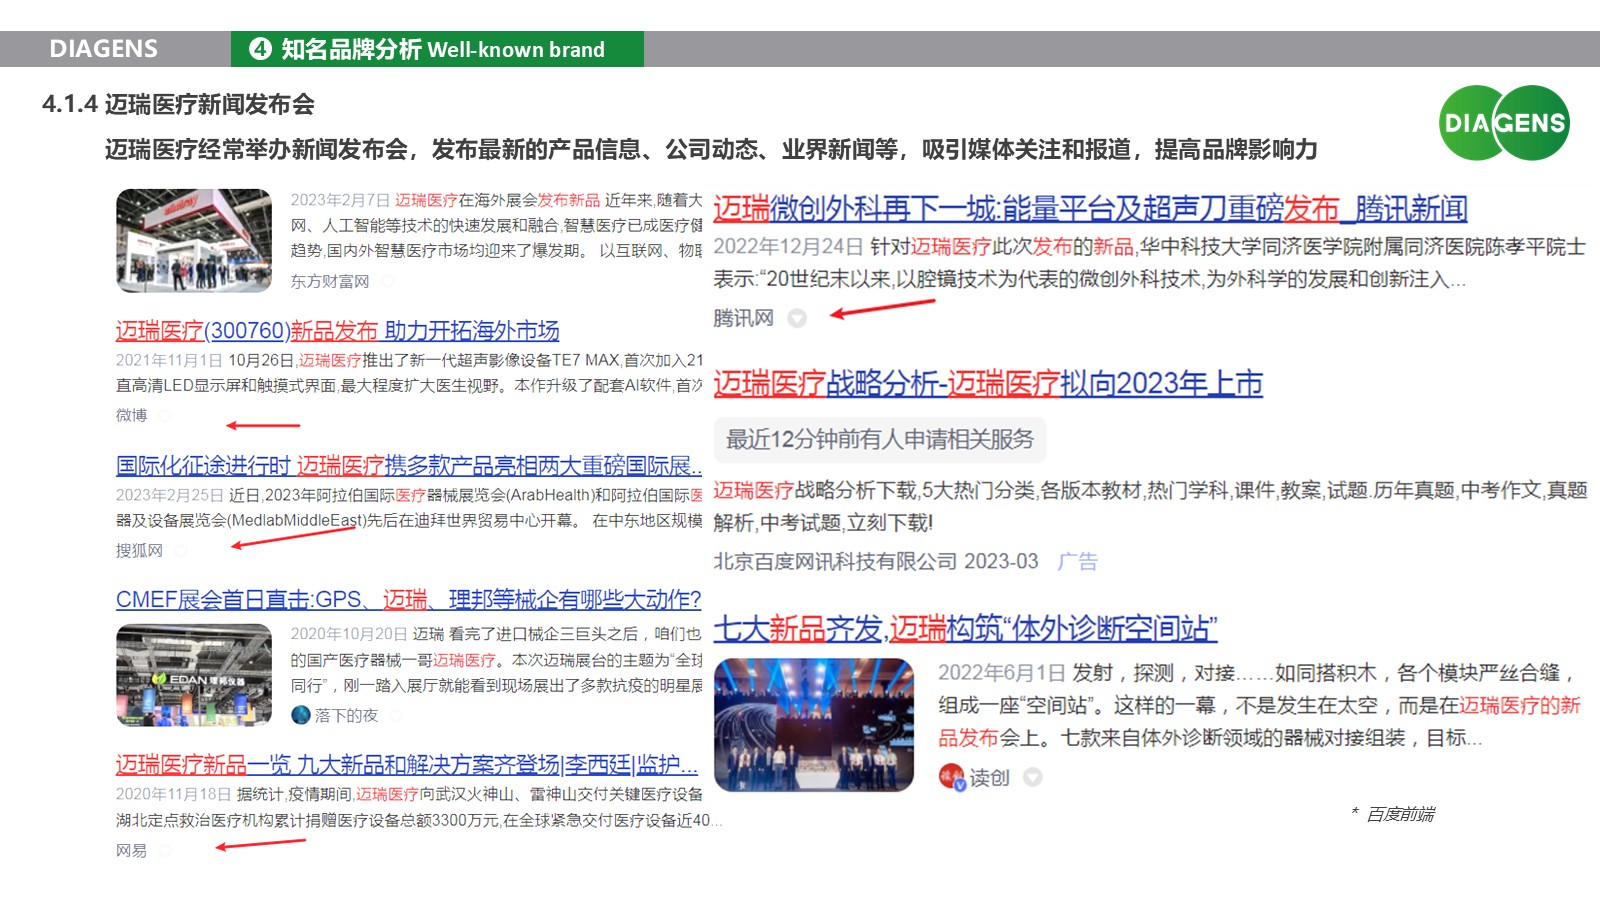 DIAGENS
④ 知名品牌分析 Well-known brand
4.1.4 迈瑞医疗新闻发布会
DIAGENS
迈瑞医疗经常举办新闻发布会，发布最新的产品信息、公司动态、业界新闻等，吸引媒体关注和报道，提高品牌影响力
2023年2月7日 迈瑞医疗在海外展会发布新品 近年来,随着大
网、人工智能等技术的快速发展和融合,智慧医疗已成医疗健
趋势,国内外智慧医疗市场均迎来了爆发期。 以互联网、物联
东方财富网
迈瑞医疗(300760)新品发布 助力开拓海外市场
2021年11月1日 10月26日,迈瑞医疗推出了新一代超声影像设备TE7 MAX,首次加入21
直高清LED显示屏和触摸式界面,最大程度扩大医生视野。本作升级了配套AI软件,首次
微博
国际化征途进行时 迈瑞医疗携多款产品亮相两大重磅国际展...
2023年2月25日 近日,2023年阿拉伯国际医疗器械展览会(ArabHealth)和阿拉伯国际医
器及设备展览会(MedlabMiddleEast)先后在迪拜世界贸易中心开幕。 在中东地区规模
搜狐网
CMEF展会首日直击:GPS、迈瑞、理邦等械企有哪些大动作?
EDAN 理邦仪器
2020年10月20日 迈瑞 看完了进口械企三巨头之后，咱们也
的国产医疗器械一哥迈瑞医疗。本次迈瑞展台的主题为“全球
同行”，刚一踏入展厅就能看到现场展出了多款抗疫的明星展
落下的夜
迈瑞医疗新品一览 九大新品和解决方案齐登场|李西廷|监护...
2020年11月18日 据统计,疫情期间,迈瑞医疗向武汉火神山、雷神山交付关键医疗设备
湖北定点救治医疗机构累计捐赠医疗设备总额3300万元,在全球紧急交付医疗设备近40...
网易
迈瑞微创外科再下一城:能量平台及超声刀重磅发布_腾讯新闻
2022年12月24日 针对迈瑞医疗此次发布的新品,华中科技大学同济医学院附属同济医院陈孝平院士
表示:“20世纪末以来,以腔镜技术为代表的微创外科技术,为外科学的发展和创新注入...
腾讯网
迈瑞医疗战略分析-迈瑞医疗拟向2023年上市
最近12分钟前有人申请相关服务
迈瑞医疗战略分析下载,5大热门分类,各版本教材,热门学科,课件,教案,试题.历年真题,中考作文,真题
解析,中考试题,立刻下载!
北京百度网讯科技有限公司 2023-03 广告
七大新品齐发,迈瑞构筑“体外诊断空间站”
2022年6月1日 发射，探测，对接……如同搭积木，各个模块严丝合缝，
组成一座“空间站”。这样的一幕，不是发生在太空，而是在迈瑞医疗的新
品发布会上。七款来自体外诊断领域的器械对接组装，目标...
读创
* 百度前端